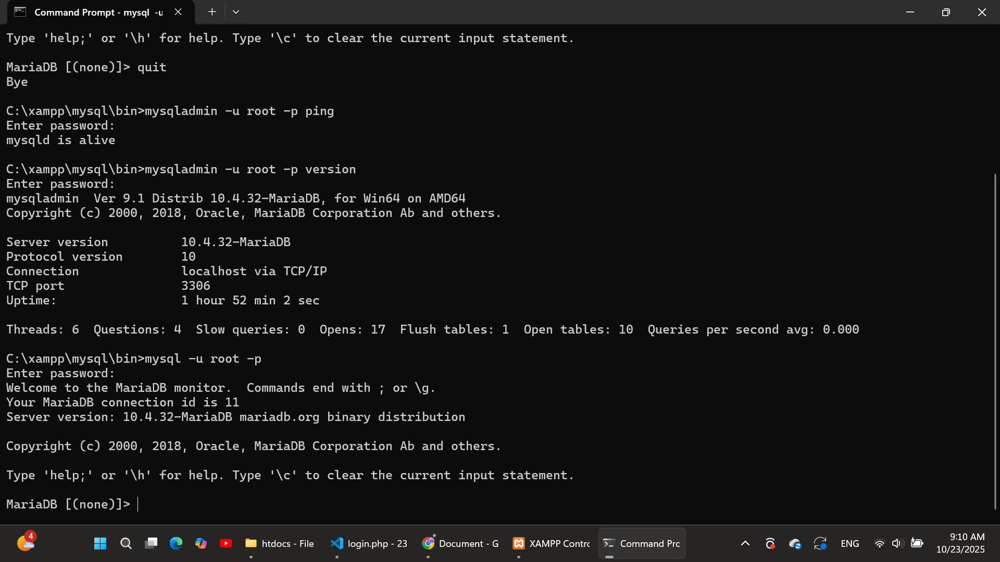 Command Prompt - mysql  -u
Type 'help;' or '\h' for help. Type '\c' to clear the current input statement.
MariaDB [(none)]> quit
Bye
C:\xampp\mysql\bin>mysqladmin -u root -p ping
Enter password:
mysqld is alive
C:\xampp\mysql\bin>mysqladmin -u root -p version
Enter password:
mysqladmin  Ver 9.1 Distrib 10.4.32-MariaDB, for Win64 on AMD64
Copyright (c) 2000, 2018, Oracle, MariaDB Corporation Ab and others.
Server version          10.4.32-MariaDB
Protocol version        10
Connection              localhost via TCP/IP
TCP port                3306
Uptime:                 1 hour 52 min 2 sec
Threads: 6  Questions: 4  Slow queries: 0  Opens: 17  Flush tables: 1  Open tables: 10  Queries per second avg: 0.000
C:\xampp\mysql\bin>mysql -u root -p
Enter password:
Welcome to the MariaDB monitor.  Commands end with ; or \g.
Your MariaDB connection id is 11
Server version: 10.4.32-MariaDB mariadb.org binary distribution
Copyright (c) 2000, 2018, Oracle, MariaDB Corporation Ab and others.
Type 'help;' or '\h' for help. Type '\c' to clear the current input statement.
MariaDB [(none)]>
4
htdocs - File
login.php - 23
Document - G
XAMPP Contro
Command Pro
ENG
9:10 AM
10/23/2025